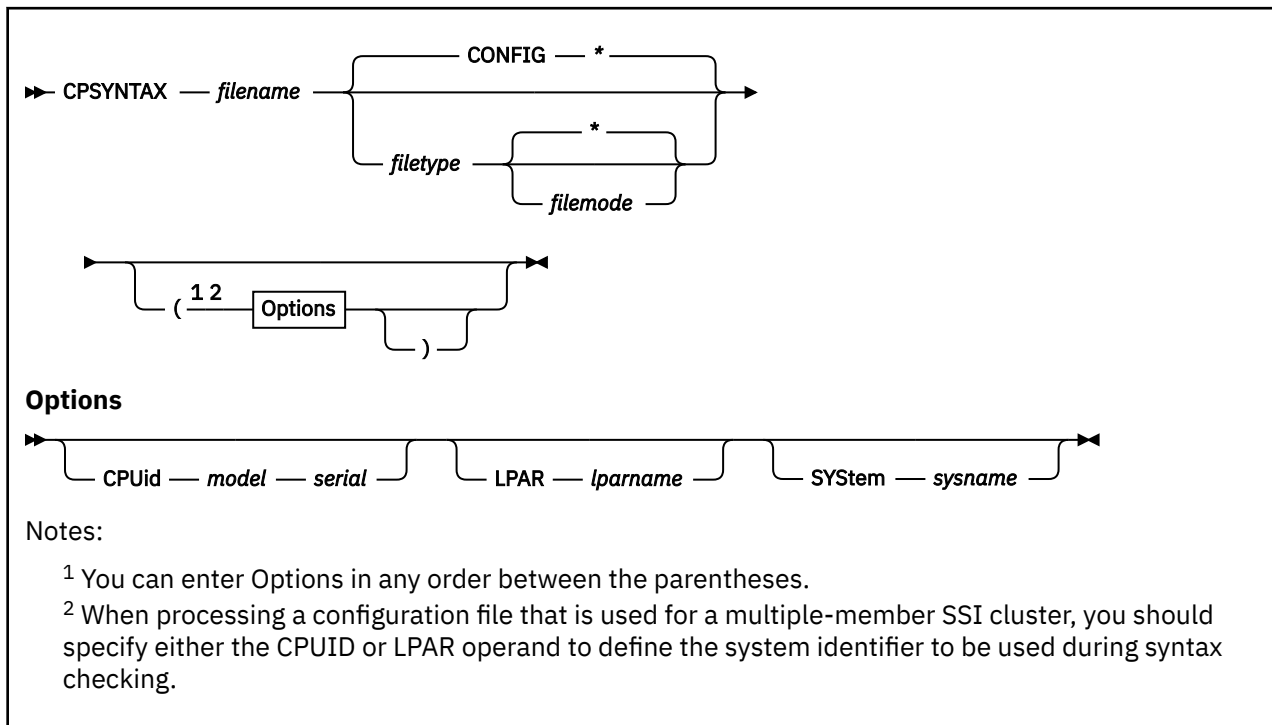 CONFIG *
CPSYNTAX filename
*
filetype
filemode
( 1 2 Options
)
Options
CPUid model serial LPAR lparname SYStem sysname
Notes:
1 You can enter Options in any order between the parentheses.
2 When processing a configuration file that is used for a multiple-member SSI cluster, you should
specify either the CPUID or LPAR operand to define the system identifier to be used during syntax
checking.